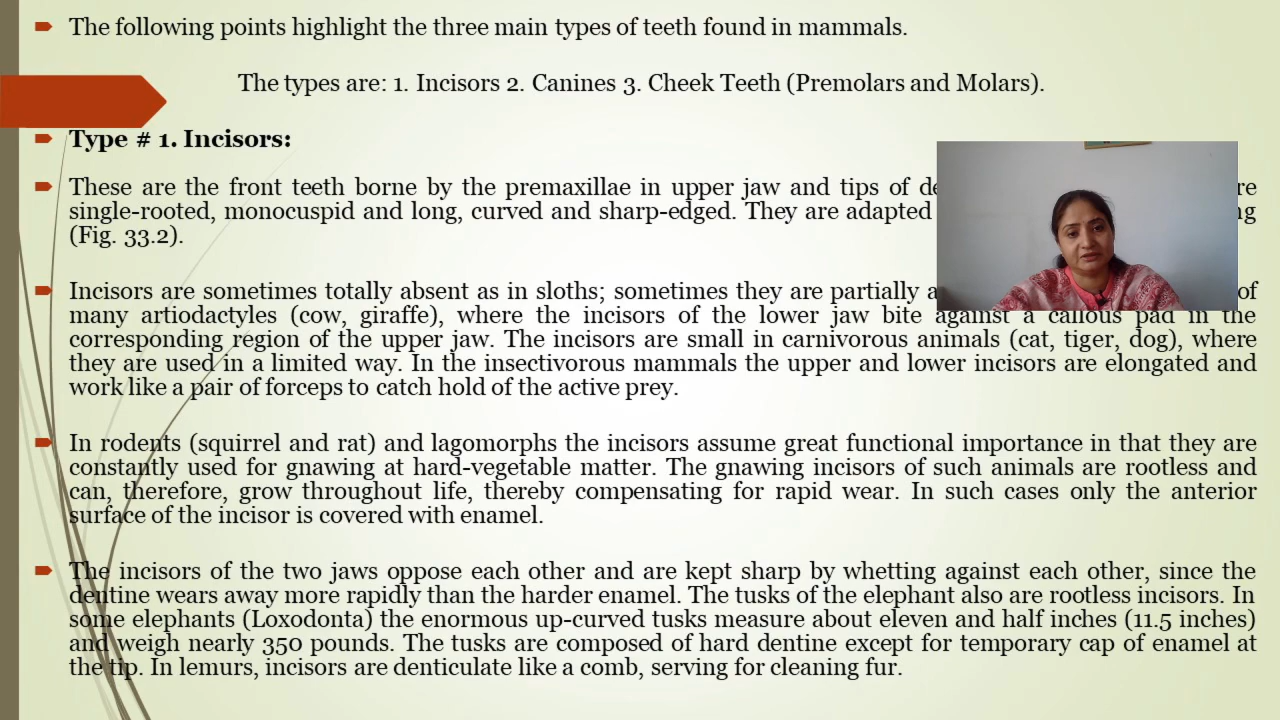 The following points highlight the three main types of teeth found in mammals.
The types are: 1. Incisors 2. Canines 3. Cheek Teeth (Premolars and Molars).
Type # 1. Incisors:
These are the front teeth borne by the premaxillae in upper jaw and tips of
single-rooted, monocuspid and long, curved and sharp-edged. They are adapted
(Fig. 33.2).
Incisors are sometimes totally absent as in sloths; sometimes they are partially of
many artiodactyles (cow, giraffe), where the incisors of the lower jaw bite against a callous pad in the
corresponding region of the upper jaw. The incisors are small in carnivorous animals (cat, tiger, dog), where
they are used in a limited way. In the insectivorous mammals the upper and lower incisors are elongated and
work like a pair of forceps to catch hold of the active prey.
In rodents (squirrel and rat) and lagomorphs the incisors assume great functional importance in that they are
constantly used for gnawing at hard-vegetable matter. The gnawing incisors of such animals are rootless and
can, therefore, grow throughout life, thereby compensating for rapid wear. In such cases only the anterior
surface of the incisor is covered with enamel.
The incisors of the two jaws oppose each other and are kept sharp by whetting against each other, since the
dentine wears away more rapidly than the harder enamel. The tusks of the elephant also are rootless incisors. In
some elephants (Loxodonta) the enormous up-curved tusks measure about eleven and half inches (11.5 inches)
and weigh nearly 350 pounds. The tusks are composed of hard dentine except for temporary cap of enamel at
the tip. In lemurs, incisors are denticulate like a comb, serving for cleaning fur.